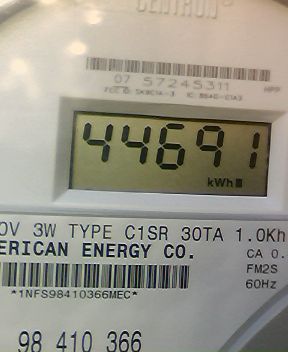 CENTRON
07 57245311
44691
kWh
0V 3W TYPE C1SR 30TA 1.0Kh
ERICAN ENERGY CO.
CA 0.
FM2S
*1NFS98410366MEC*
60Hz
98 410 366